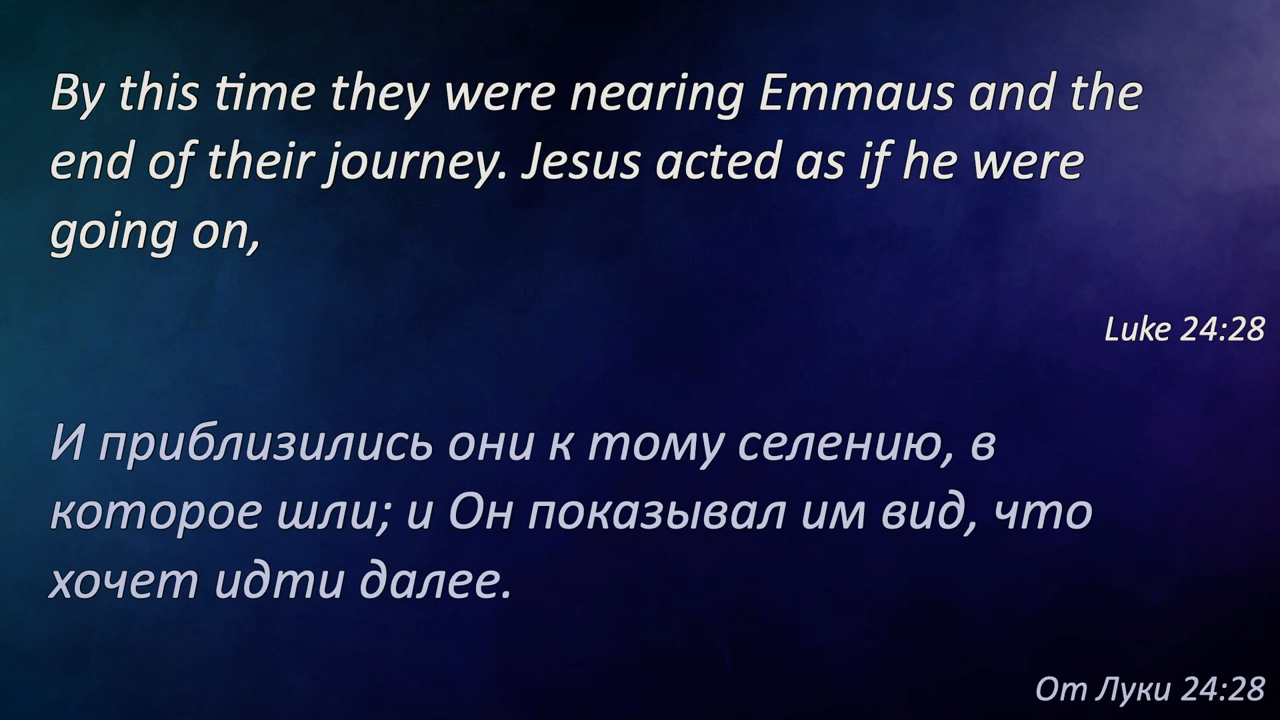 By this time they were nearing Emmaus and the
end of their journey. Jesus acted as if he were
going on,
Luke 24:28
И приблизились они к тому селению, в
которое шли; и Он показывал им вид, что
хочет идти далее.
От Луки 24:28